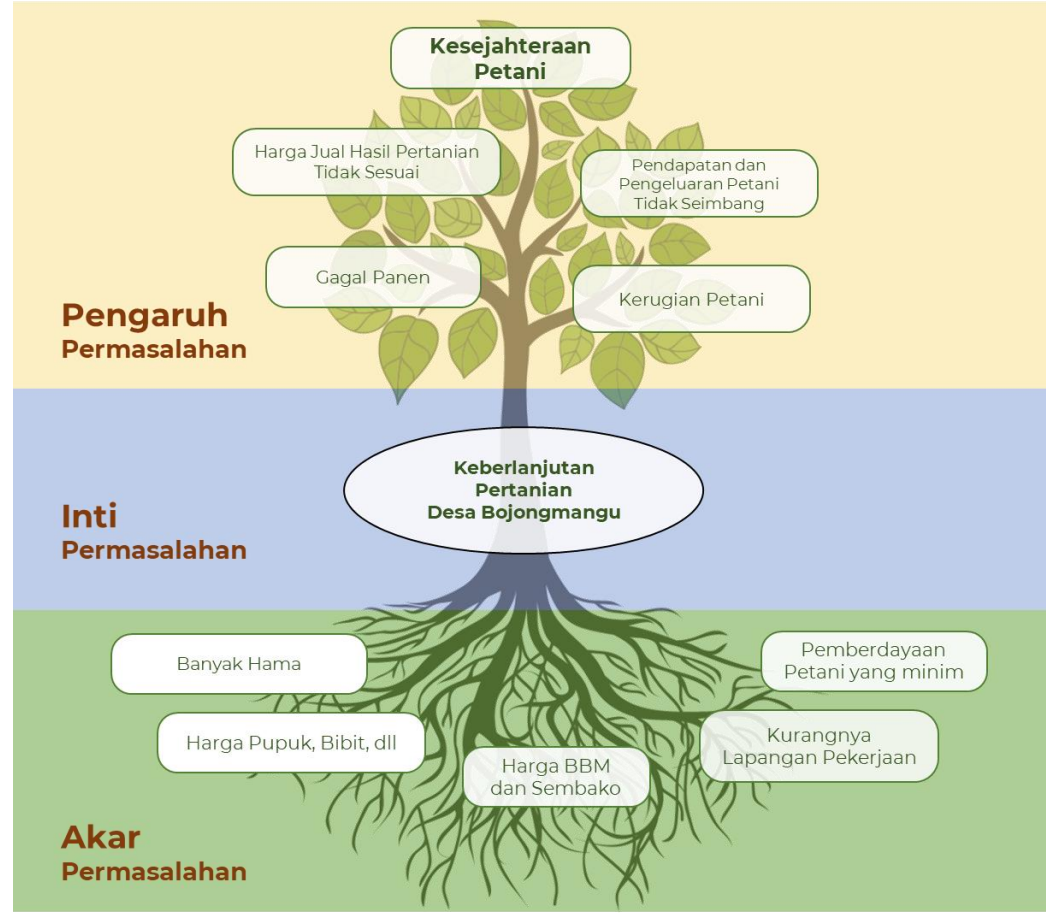 Kesejahteraan
Petani
Harga Jual Hasil Pertanian
Tidak Sesuai
Pendapatan dan
Pengeluaran Petani
Tidak Seimbang
Gagal Panen
Kerugian Petani
Pengaruh
Permasalahan
Keberlanjutan
Pertanian
Desa Bojongmangu
Inti
Permasalahan
Banyak Hama
Pemberdayaan
Petani yang minim
Harga Pupuk, Bibit, dll
Kurangnya
Lapangan Pekerjaan
Harga BBM
dan Sembako
Akar
Permasalahan